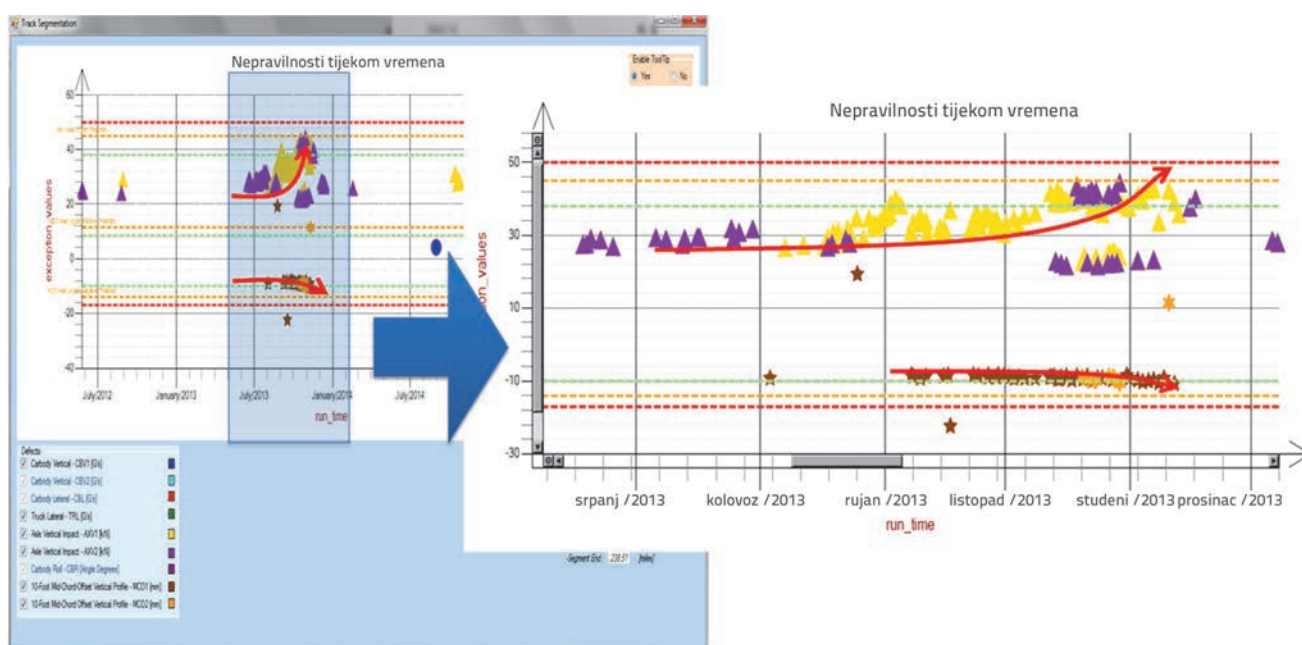 Track Segmentation
Nepravilnosti tijekom vremena
Enable ToolTip
Yes No
60
40
20
0
-20
-40
exception_values
July/2012 January/2013 July/2013 January/2014 July/2014
run_time
Defects
Carbody Vertical - CBV1 [G's]
Carbody Vertical - CBV2 [G's]
Carbody Lateral - CBL [G's]
Truck Lateral - TRL [G's]
Axle Vertical Impact - AXV1 [kN]
Axle Vertical Impact - AXV2 [kN]
Carbody Roll - CBR [Angle Degrees]
10-Foot Mid-Chord-Offset Vertical Profile - MCO1 [mm]
10-Foot Mid-Chord Offset Vertical Profile - MCO2 [mm]
-Segment End: [miles]
Nepravilnosti tijekom vremena
50
30
10
-10
-30
on_values
srpanj /2013 kolovoz /2013 rujan /2013 listopad /2013 studeni /2013 prosinac /2013
run_time